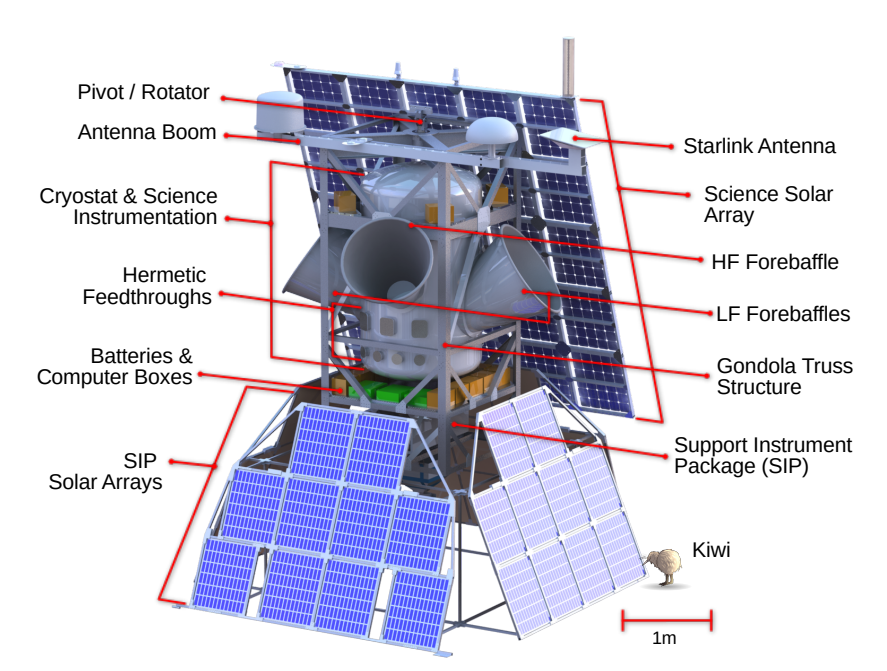 Pivot / Rotator
Antenna Boom
Cryostat & Science
Instrumentation
Hermetic
Feedthroughs
Batteries &
Computer Boxes
SIP
Solar Arrays
Starlink Antenna
Science Solar
Array
HF Forebaffle
LF Forebaffles
Gondola Truss
Structure
Support Instrument
Package (SIP)
Kiwi
1m